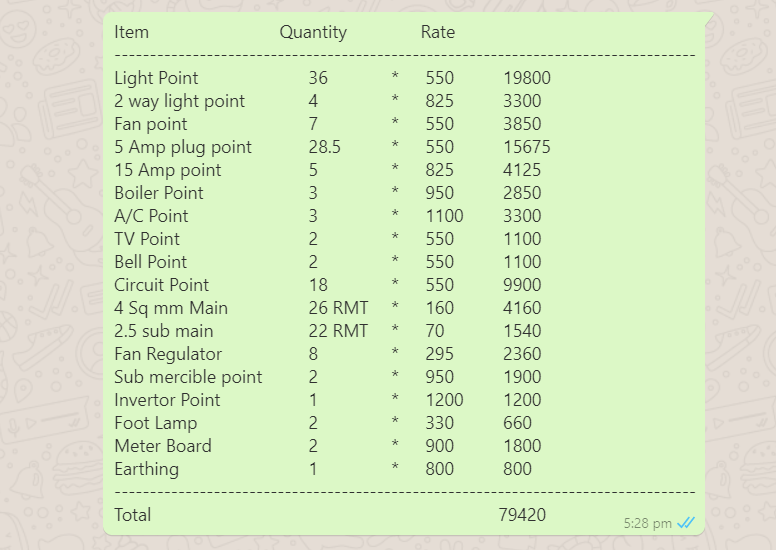 Item Quantity Rate
--------------------------------------------------------------------
Light Point 36 * 550 19800
2 way light point 4 * 825 3300
Fan point 7 * 550 3850
5 Amp plug point 28.5 * 550 15675
15 Amp point 5 * 825 4125
Boiler Point 3 * 950 2850
A/C Point 3 * 1100 3300
TV Point 2 * 550 1100
Bell Point 2 * 550 1100
Circuit Point 18 * 550 9900
4 Sq mm Main 26 RMT * 160 4160
2.5 sub main 22 RMT * 70 1540
Fan Regulator 8 * 295 2360
Sub mercible point 2 * 950 1900
Invertor Point 1 * 1200 1200
Foot Lamp 2 * 330 660
Meter Board 2 * 900 1800
Earthing 1 * 800 800
--------------------------------------------------------------------
Total 79420
5:28 pm